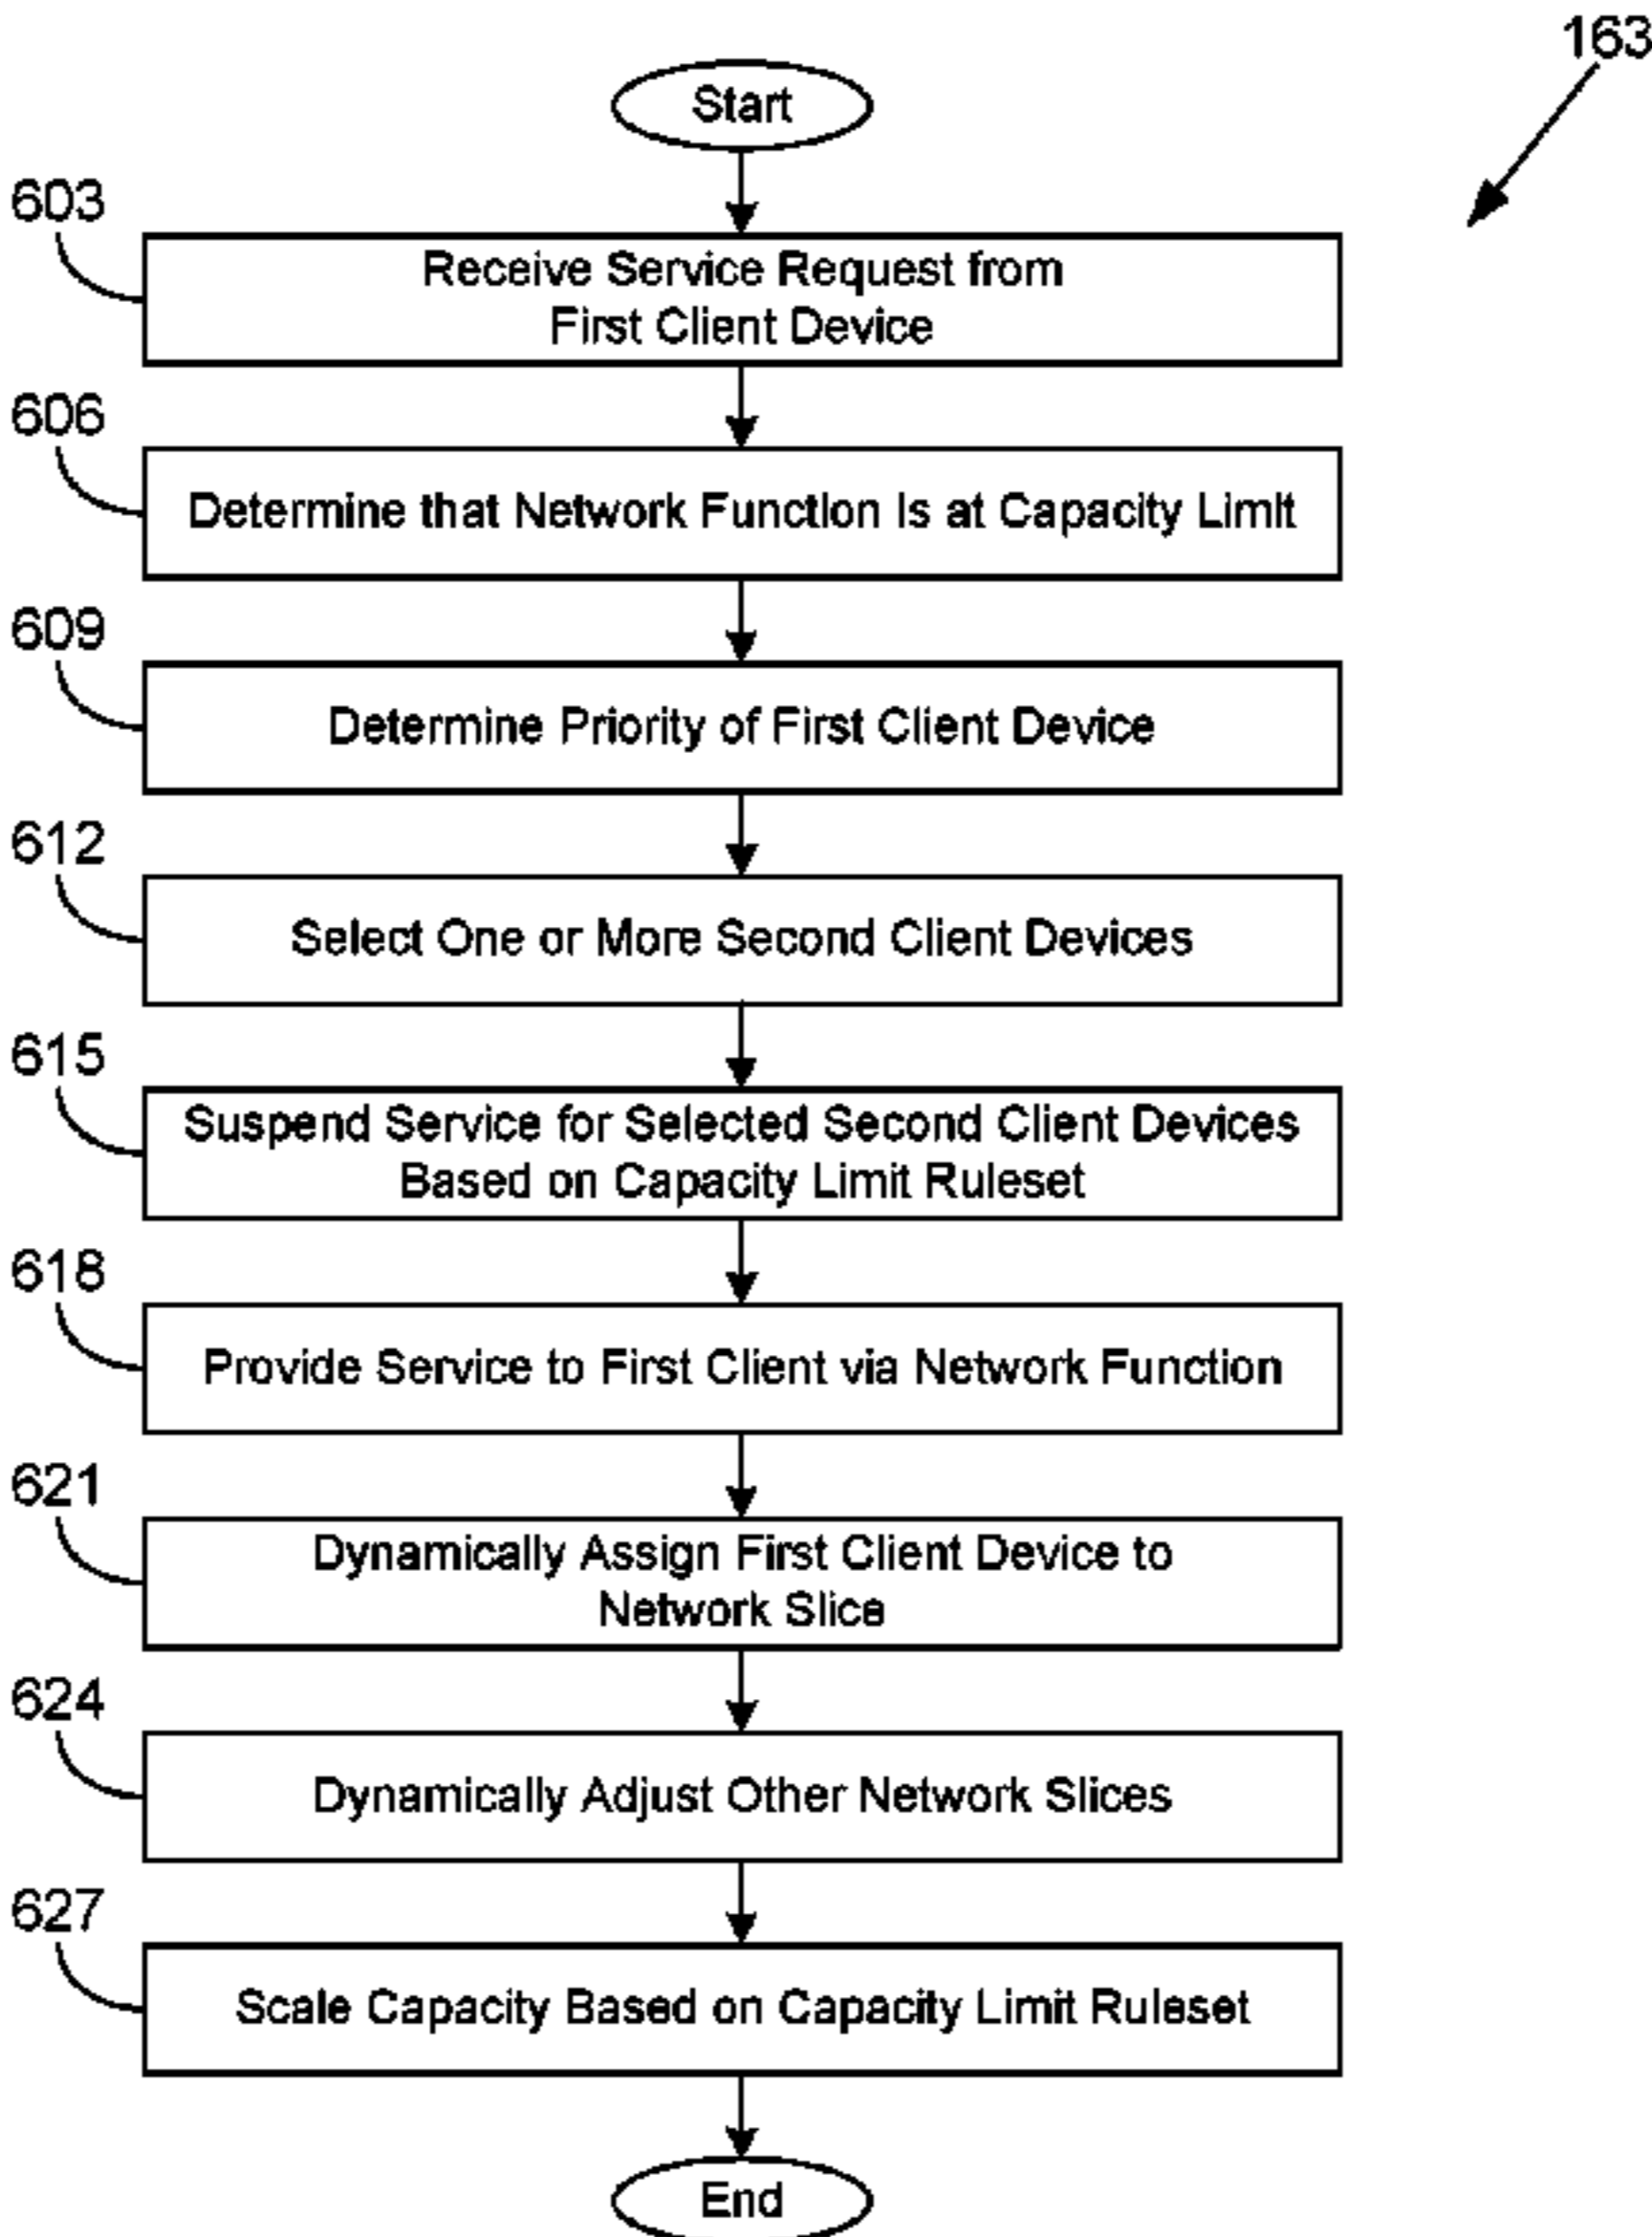 163
Start
603
Receive Service Request from
First Client Device
606
Determine that Network Function Is at Capacity Limit
609
Determine Priority of First Client Device
612
Select One or More Second Client Devices
615
Suspend Service for Selected Second Client Devices
Based on Capacity Limit Ruleset
618
Provide Service to First Client via Network Function
621
Dynamically Assign First Client Device to
Network Slice
624
Dynamically Adjust Other Network Slices
627
Scale Capacity Based on Capacity Limit Ruleset
End